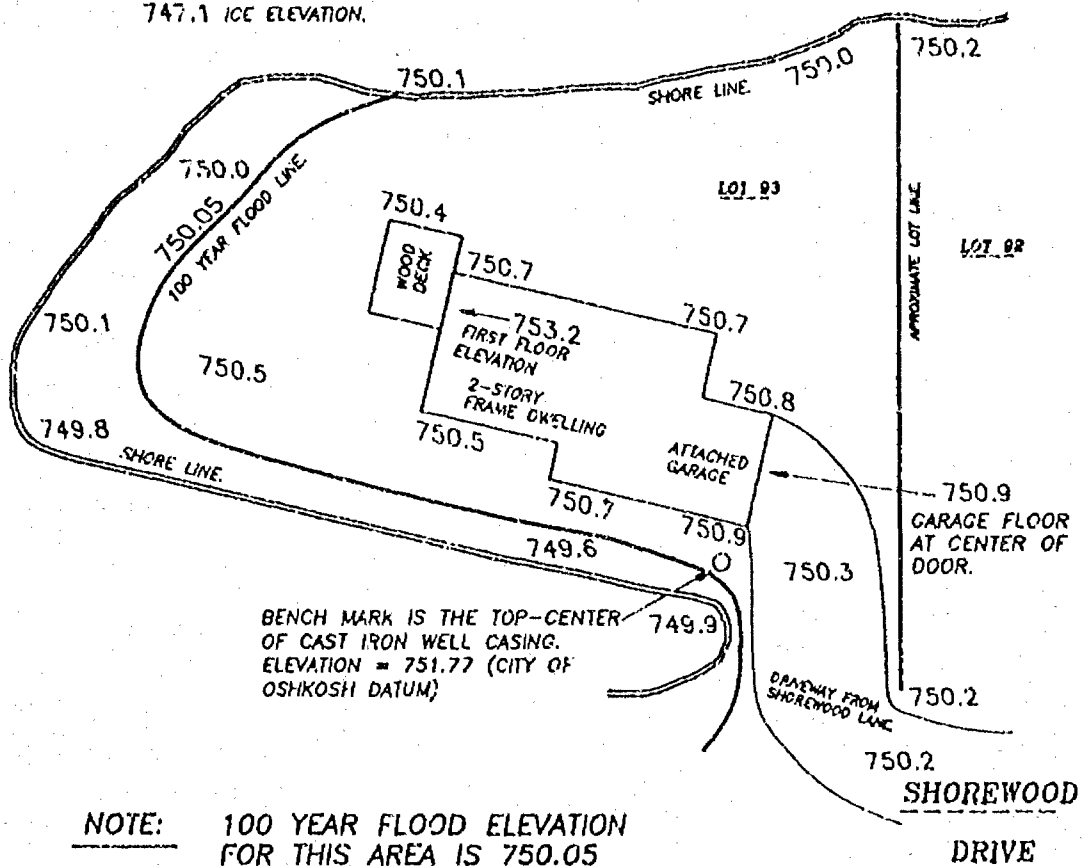 747.1 ICE ELEVATION.
750.1
750.0
750.2
SHORE LINE.
750.0
750.05
100 YEAR FLOOD LINE.
LOT 93
APPROXIMATE LOT LINE
LOT 92
750.4
WOOD
DECK
750.7
750.7
750.1
753.2
FIRST FLOOR
ELEVATION
750.5
2-STORY
FRAME DWELLING
750.8
749.8
SHORE LINE.
750.5
ATTACHED
GARAGE
750.9
GARAGE FLOOR
AT CENTER OF
DOOR.
750.7
750.9
749.6
750.3
BENCH MARK IS THE TOP-CENTER
OF CAST IRON WELL CASING.
ELEVATION = 751.77 (CITY OF
OSHKOSH DATUM)
749.9
DRIVEWAY FROM
SHOREWOOD LANE.
750.2
750.2
SHOREWOOD
DRIVE
NOTE: 100 YEAR FLOOD ELEVATION
FOR THIS AREA IS 750.05